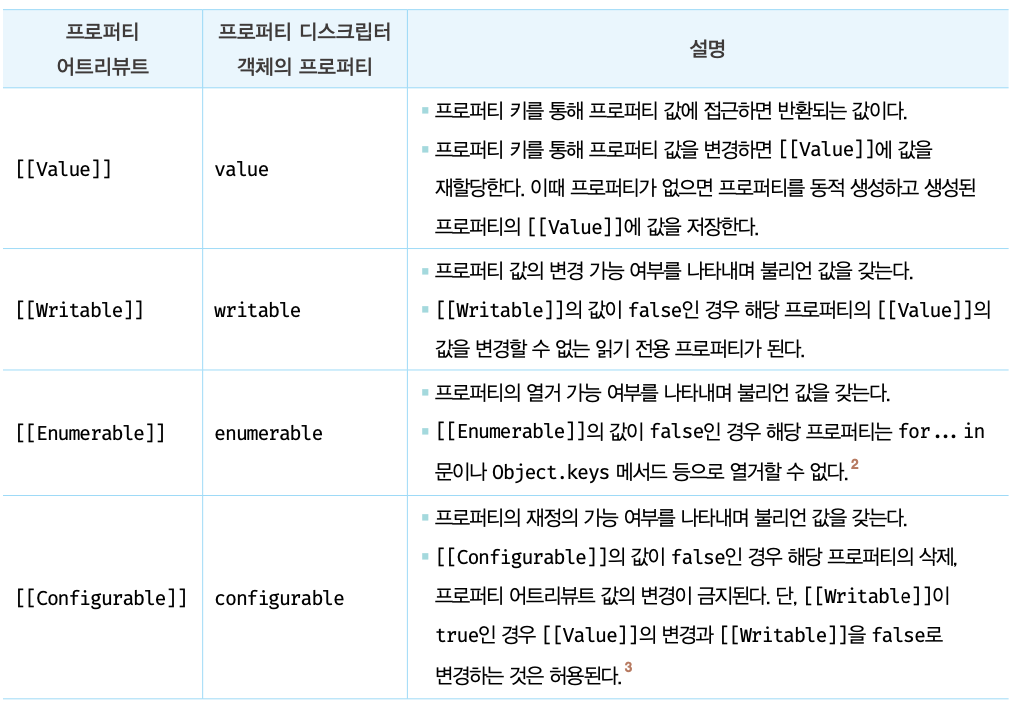 프로퍼티
어트리뷰트
프로퍼티 디스크립터
객체의 프로퍼티
설명
[[Value]]
value
▪ 프로퍼티 키를 통해 프로퍼티 값에 접근하면 반환되는 값이다.
▪ 프로퍼티 키를 통해 프로퍼티 값을 변경하면 [[Value]]에 값을
재할당한다. 이때 프로퍼티가 없으면 프로퍼티를 동적 생성하고 생성된
프로퍼티의 [[Value]]에 값을 저장한다.
[[Writable]]
writable
▪ 프로퍼티 값의 변경 가능 여부를 나타내며 불리언 값을 갖는다.
▪ [[Writable]]의 값이 false인 경우 해당 프로퍼티의 [[Value]]의
값을 변경할 수 없는 읽기 전용 프로퍼티가 된다.
[[Enumerable]]
enumerable
▪ 프로퍼티의 열거 가능 여부를 나타내며 불리언 값을 갖는다.
▪ [[Enumerable]]의 값이 false인 경우 해당 프로퍼티는 for...in
문이나 Object.keys 메서드 등으로 열거할 수 없다.2
[[Configurable]]
configurable
▪ 프로퍼티의 재정의 가능 여부를 나타내며 불리언 값을 갖는다.
▪ [[Configurable]]의 값이 false인 경우 해당 프로퍼티의 삭제,
프로퍼티 어트리뷰트 값의 변경이 금지된다. 단, [[Writable]]이
true인 경우 [[Value]]의 변경과 [[Writable]]을 false로
변경하는 것은 허용된다.3